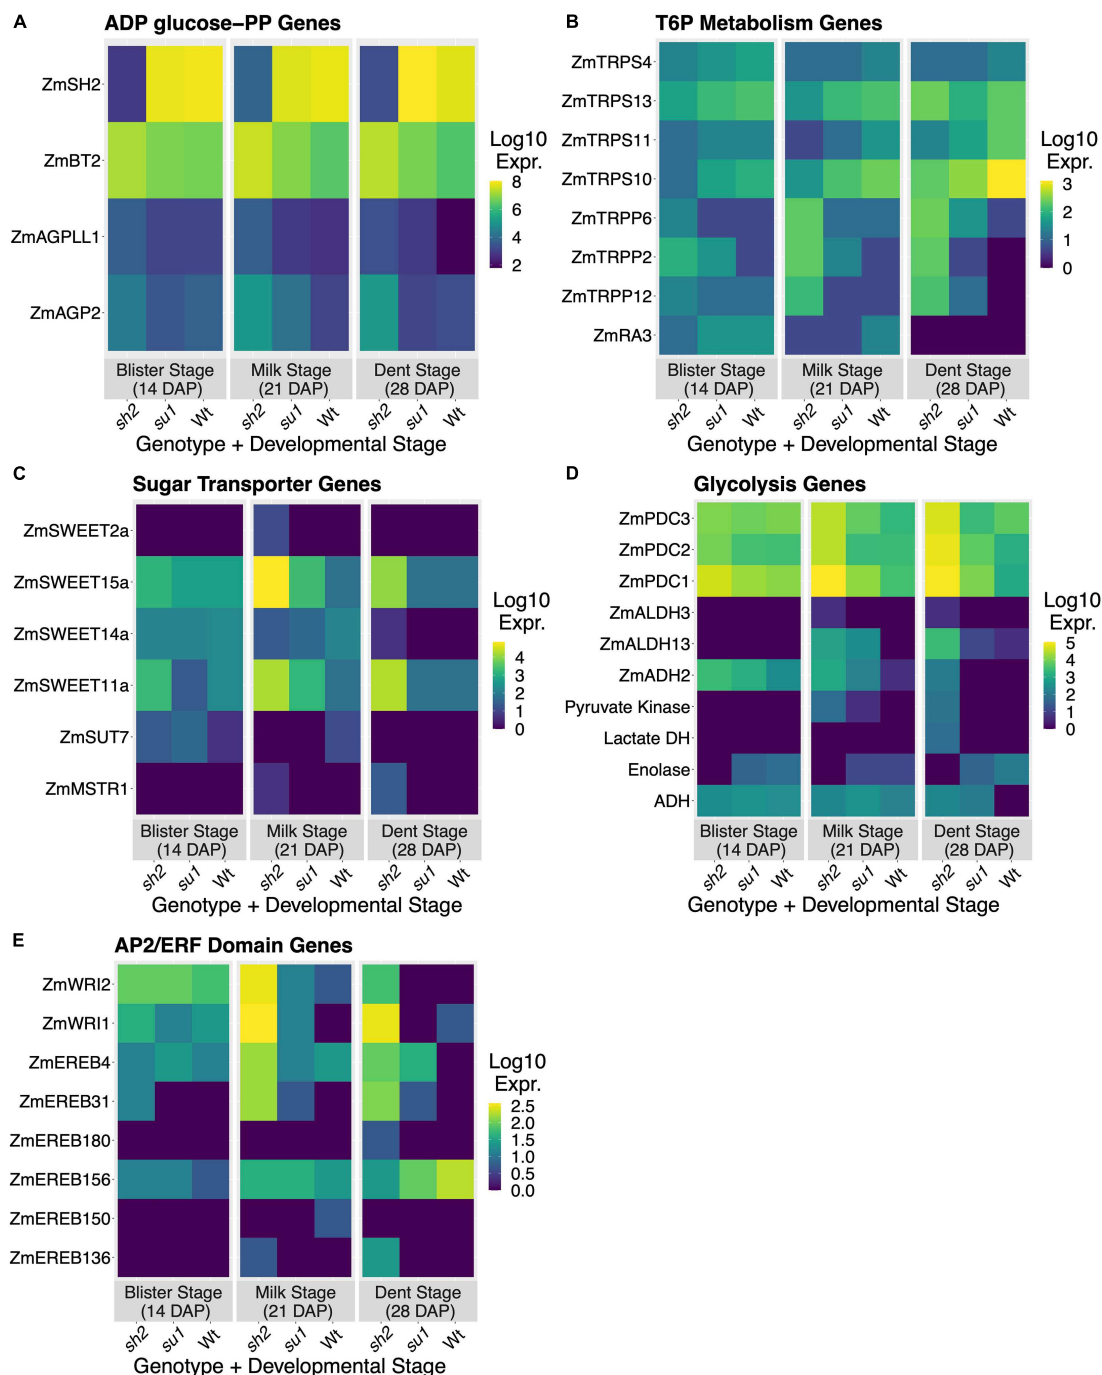 A
ADP glucose–PP Genes
ZmSH2
ZmBT2
ZmAGPLL1
ZmAGP2
Log10
Expr.
8
6
4
2
Blister Stage
(14 DAP)
Milk Stage
(21 DAP)
Dent Stage
(28 DAP)
sh2 su1 Wt sh2 su1 Wt sh2 su1 Wt
Genotype + Developmental Stage
B
T6P Metabolism Genes
ZmTRPS4
ZmTRPS13
ZmTRPS11
ZmTRPS10
ZmTRPP6
ZmTRPP2
ZmTRPP12
ZmRA3
Log10
Expr.
3
2
1
0
Blister Stage
(14 DAP)
Milk Stage
(21 DAP)
Dent Stage
(28 DAP)
sh2 su1 Wt sh2 su1 Wt sh2 su1 Wt
Genotype + Developmental Stage
C
Sugar Transporter Genes
ZmSWEET2a
ZmSWEET15a
ZmSWEET14a
ZmSWEET11a
ZmSUT7
ZmMSTR1
Log10
Expr.
4
3
2
1
0
Blister Stage
(14 DAP)
Milk Stage
(21 DAP)
Dent Stage
(28 DAP)
sh2 su1 Wt sh2 su1 Wt sh2 su1 Wt
Genotype + Developmental Stage
D
Glycolysis Genes
ZmPDC3
ZmPDC2
ZmPDC1
ZmALDH3
ZmALDH13
ZmADH2
Pyruvate Kinase
Lactate DH
Enolase
ADH
Log10
Expr.
5
4
3
2
1
0
Blister Stage
(14 DAP)
Milk Stage
(21 DAP)
Dent Stage
(28 DAP)
sh2 su1 Wt sh2 su1 Wt sh2 su1 Wt
Genotype + Developmental Stage
E
AP2/ERF Domain Genes
ZmWRI2
ZmWRI1
ZmEREB4
ZmEREB31
ZmEREB180
ZmEREB156
ZmEREB150
ZmEREB136
Log10
Expr.
2.5
2.0
1.5
1.0
0.5
0.0
Blister Stage
(14 DAP)
Milk Stage
(21 DAP)
Dent Stage
(28 DAP)
sh2 su1 Wt sh2 su1 Wt sh2 su1 Wt
Genotype + Developmental Stage